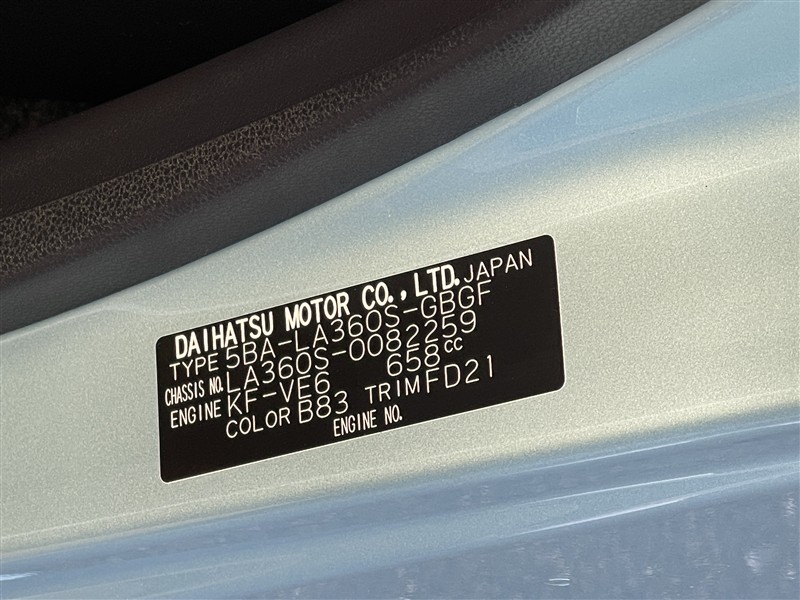 DAIHATSU MOTOR CO., LTD. JAPAN
TYPE 5BA-LA360S-GBGF
CHASSIS NO. LA360S-0082259
ENGINE KF-VE6 658cc
COLOR B83 TRIM FD21
ENGINE NO.